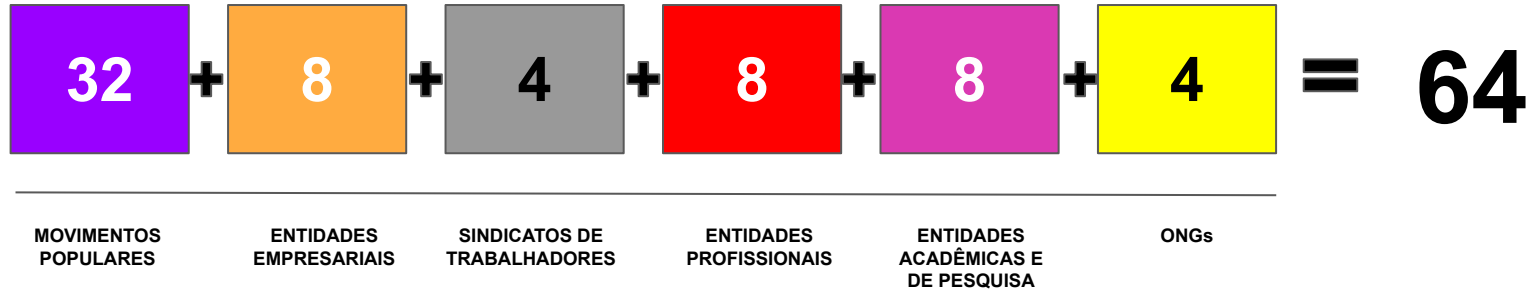 32 + 8 + 4 + 8 + 8 + 4 = 64
MOVIMENTOS
POPULARES
ENTIDADES
EMPRESARIAIS
SINDICATOS DE
TRABALHADORES
ENTIDADES
PROFISSIONAIS
ENTIDADES
ACADÊMICAS E
DE PESQUISA
ONGs